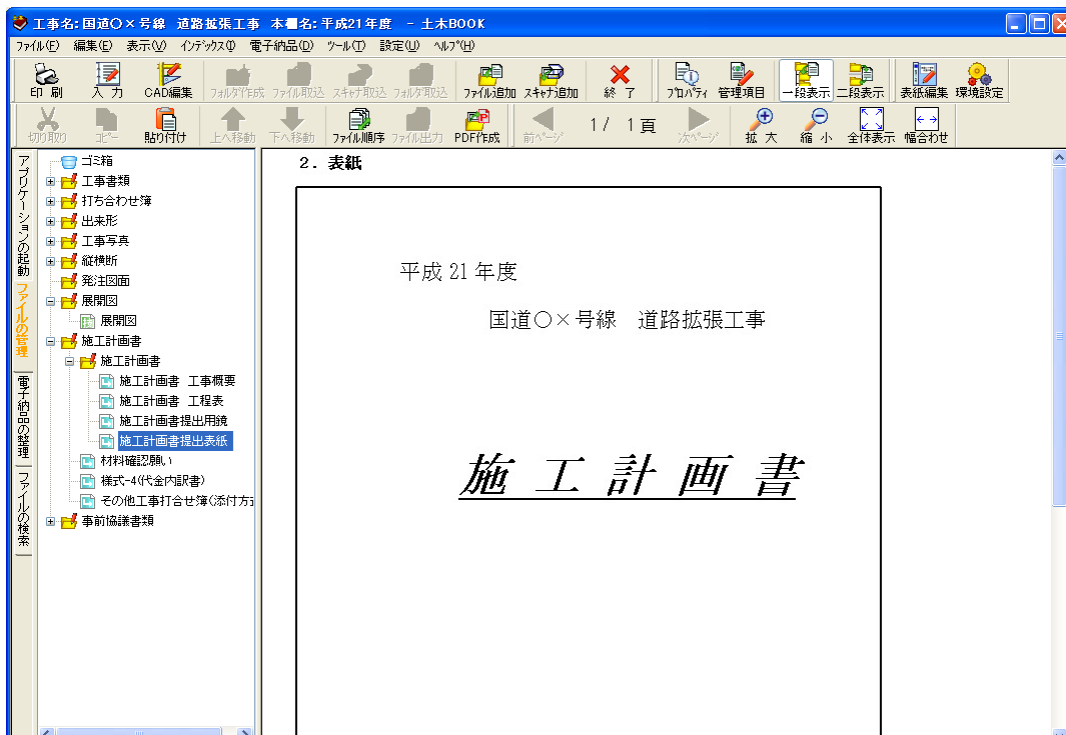 工事名:国道○×号線 道路拡張工事 本棚名:平成21年度 - 土木BOOK
ファイル(F) 編集(E) 表示(V) インデックス(I) 電子納品(D) ツール(T) 設定(U) ヘルプ(H)
印刷 入力 CAD編集 フォルダ作成 ファイル取込 スキャナ取込 フォルダ取込 ファイル追加 スキャナ追加 終了 プロパティ 管理項目 一段表示 二段表示 表紙編集 環境設定
切り取り コピー 貼り付け 上へ移動 下へ移動 ファイル順序 ファイル出力 PDF作成 前ページ 1/ 1頁 次ページ 拡大 縮小 全体表示 幅合わせ
アプリケーションの起動
ファイルの管理
電子納品の整理
ファイルの検索
ゴミ箱
工事書類
打ち合わせ簿
出来形
工事写真
縦横断
発注図面
展開図
展開図
施工計画書
施工計画書
施工計画書 工事概要
施工計画書 工程表
施工計画書提出用鏡
施工計画書提出表紙
材料確認願い
様式-4(代金内訳書)
その他工事打合せ簿(添付方
事前協議書類
2. 表紙
平成 21 年度
国道○×号線 道路拡張工事
施工計画書